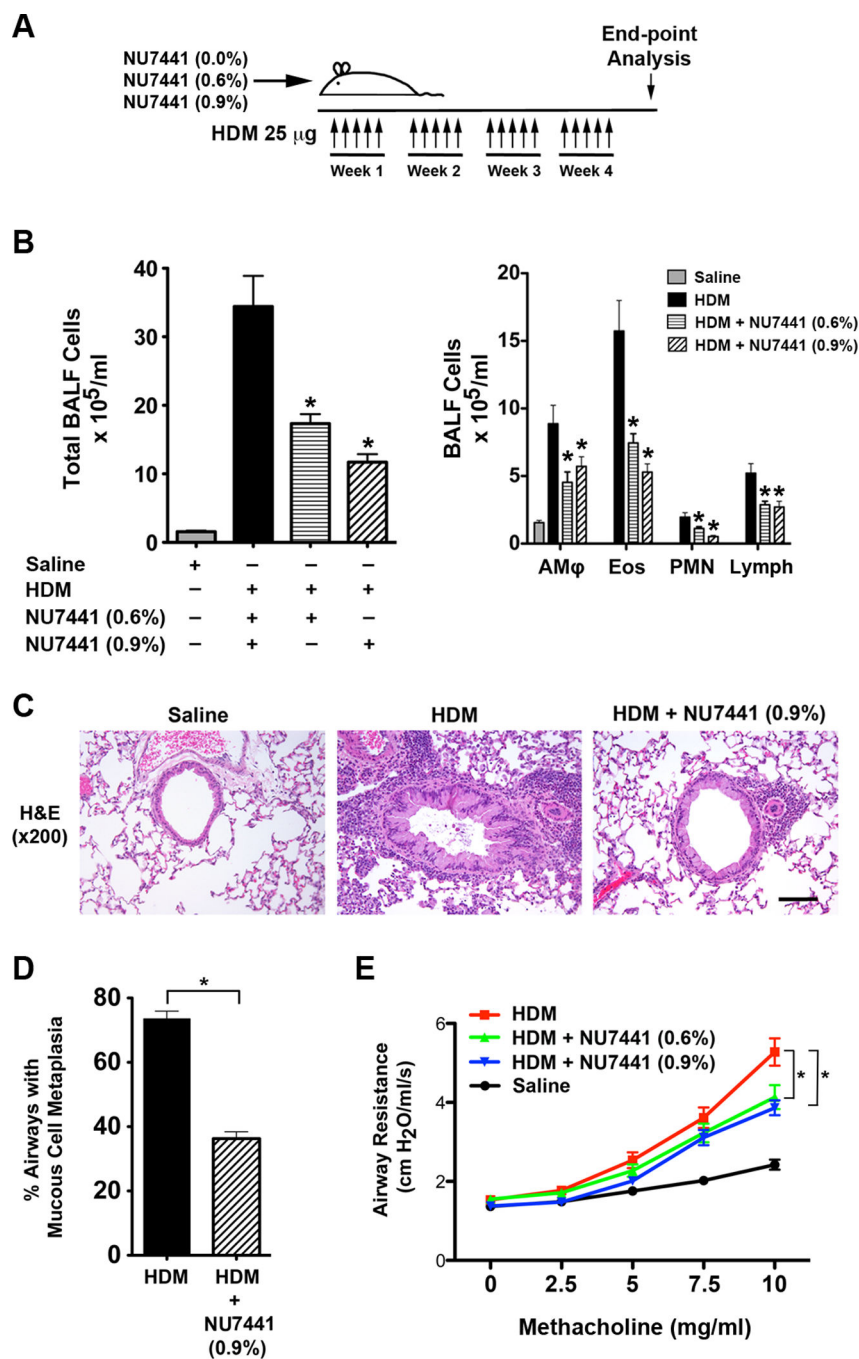 A
NU7441 (0.0%)
NU7441 (0.6%)
NU7441 (0.9%)
End-point
Analysis
HDM 25 μg
Week 1 Week 2 Week 3 Week 4
B
Total BALF Cells
x 10⁵/ml
40
30
20
10
0
* *
Saline + – – –
HDM – + + +
NU7441 (0.6%) – + + –
NU7441 (0.9%) – + – +
BALF Cells
x 10⁵/ml
20
15
10
5
0
Saline
HDM
HDM + NU7441 (0.6%)
HDM + NU7441 (0.9%)
* * * * * * * *
AMφ Eos PMN Lymph
C
Saline HDM HDM + NU7441 (0.9%)
H&E
(x200)
D
% Airways with
Mucous Cell Metaplasia
80
60
40
20
0
*
HDM HDM
+
NU7441
(0.9%)
E
HDM
HDM + NU7441 (0.6%)
HDM + NU7441 (0.9%)
Saline
Airway Resistance
(cm H₂O/ml/s)
6
4
2
0
* *
0 2.5 5 7.5 10
Methacholine (mg/ml)